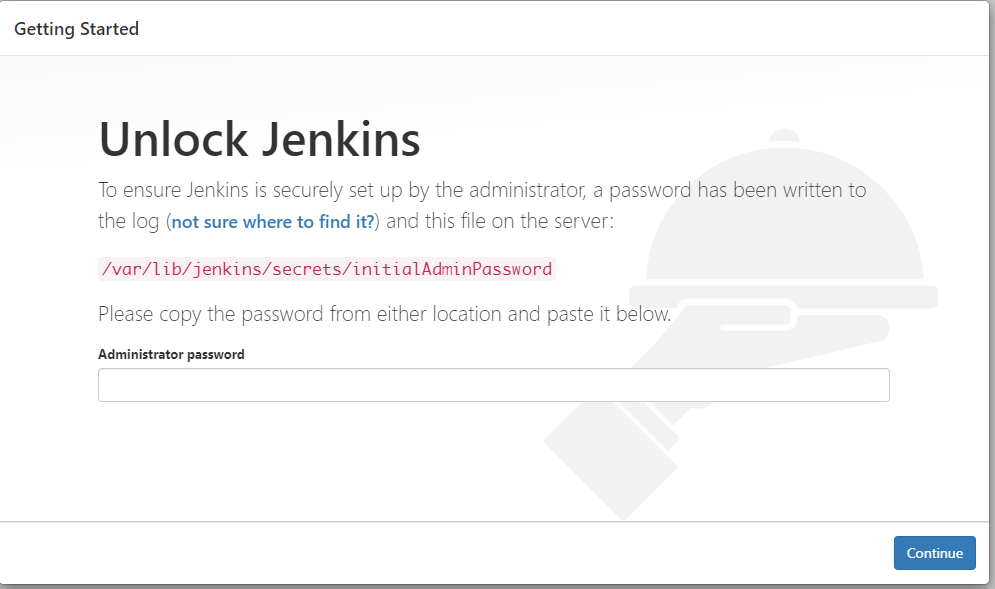 Getting Started
Unlock Jenkins
To ensure Jenkins is securely set up by the administrator, a password has been written to
the log (not sure where to find it?) and this file on the server:
/var/lib/jenkins/secrets/initialAdminPassword
Please copy the password from either location and paste it below.
Administrator password
Continue